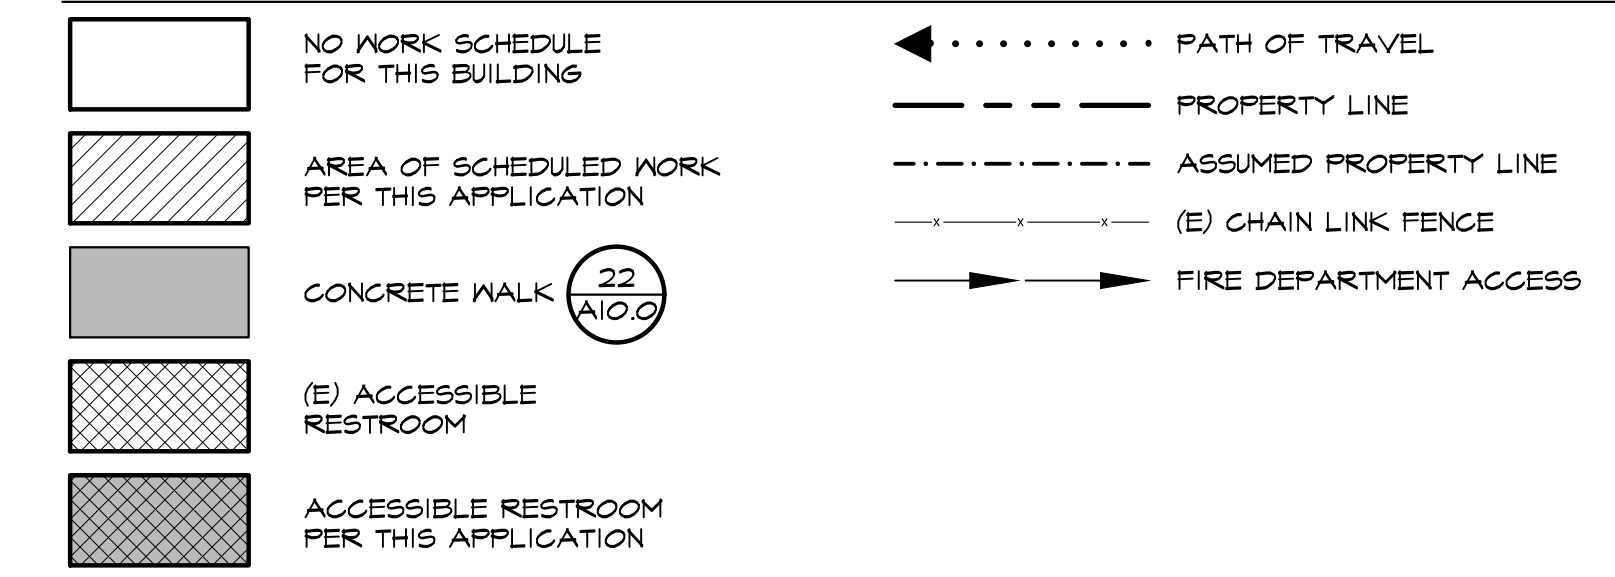 NO WORK SCHEDULE
FOR THIS BUILDING
AREA OF SCHEDULED WORK
PER THIS APPLICATION
CONCRETE WALK
22
A10.0
(E) ACCESSIBLE
RESTROOM
ACCESSIBLE RESTROOM
PER THIS APPLICATION
PATH OF TRAVEL
PROPERTY LINE
ASSUMED PROPERTY LINE
x x x
(E) CHAIN LINK FENCE
FIRE DEPARTMENT ACCESS